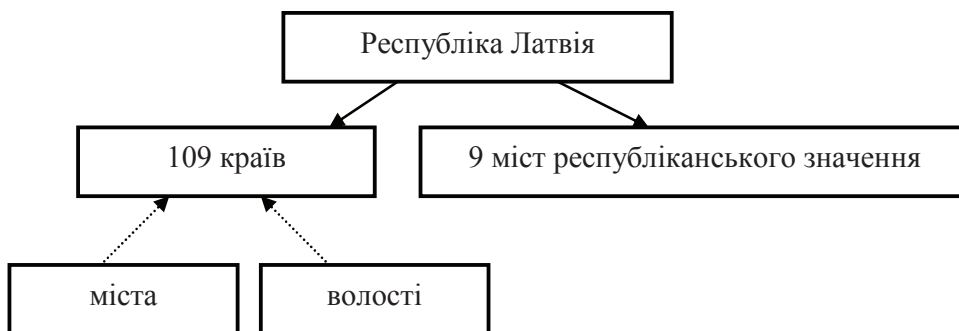 Республіка Латвія
109 країв
9 міст республіканського значення
міста
волості